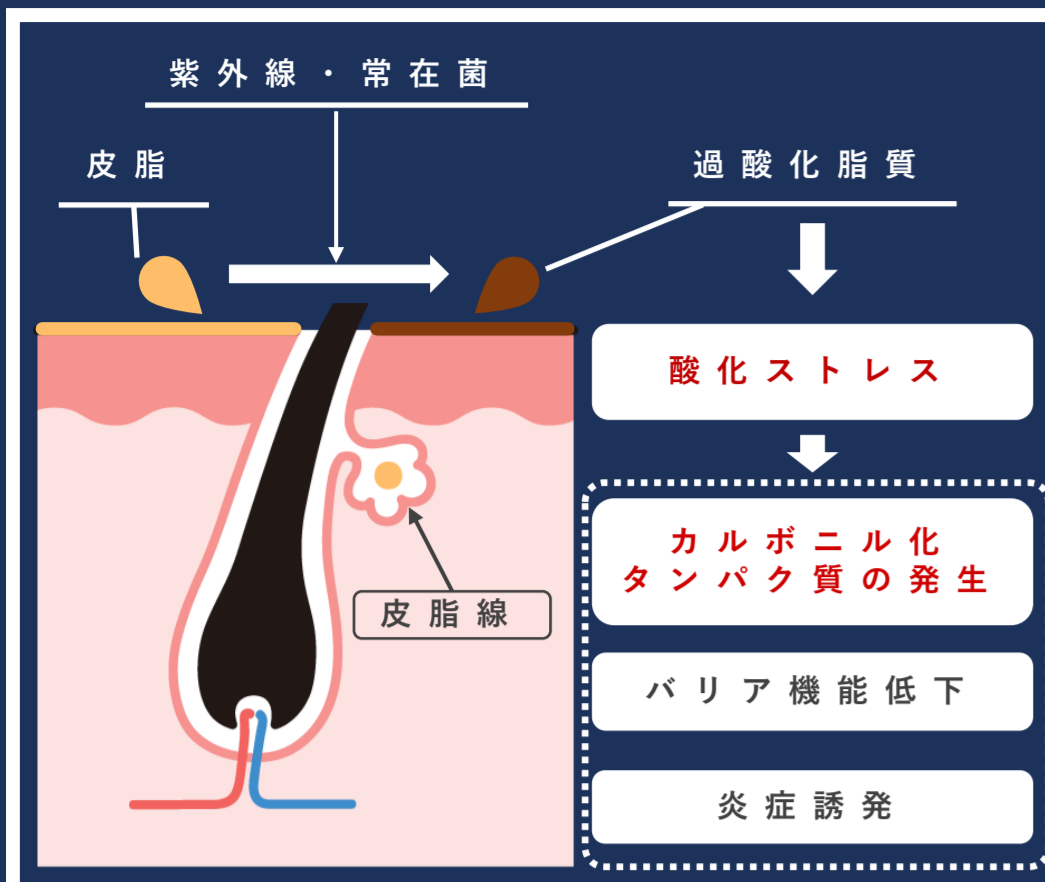 紫外線・常在菌
皮脂
過酸化脂質
酸化ストレス
カルボニル化
タンパク質の発生
皮脂線
バリア機能低下
炎症誘発